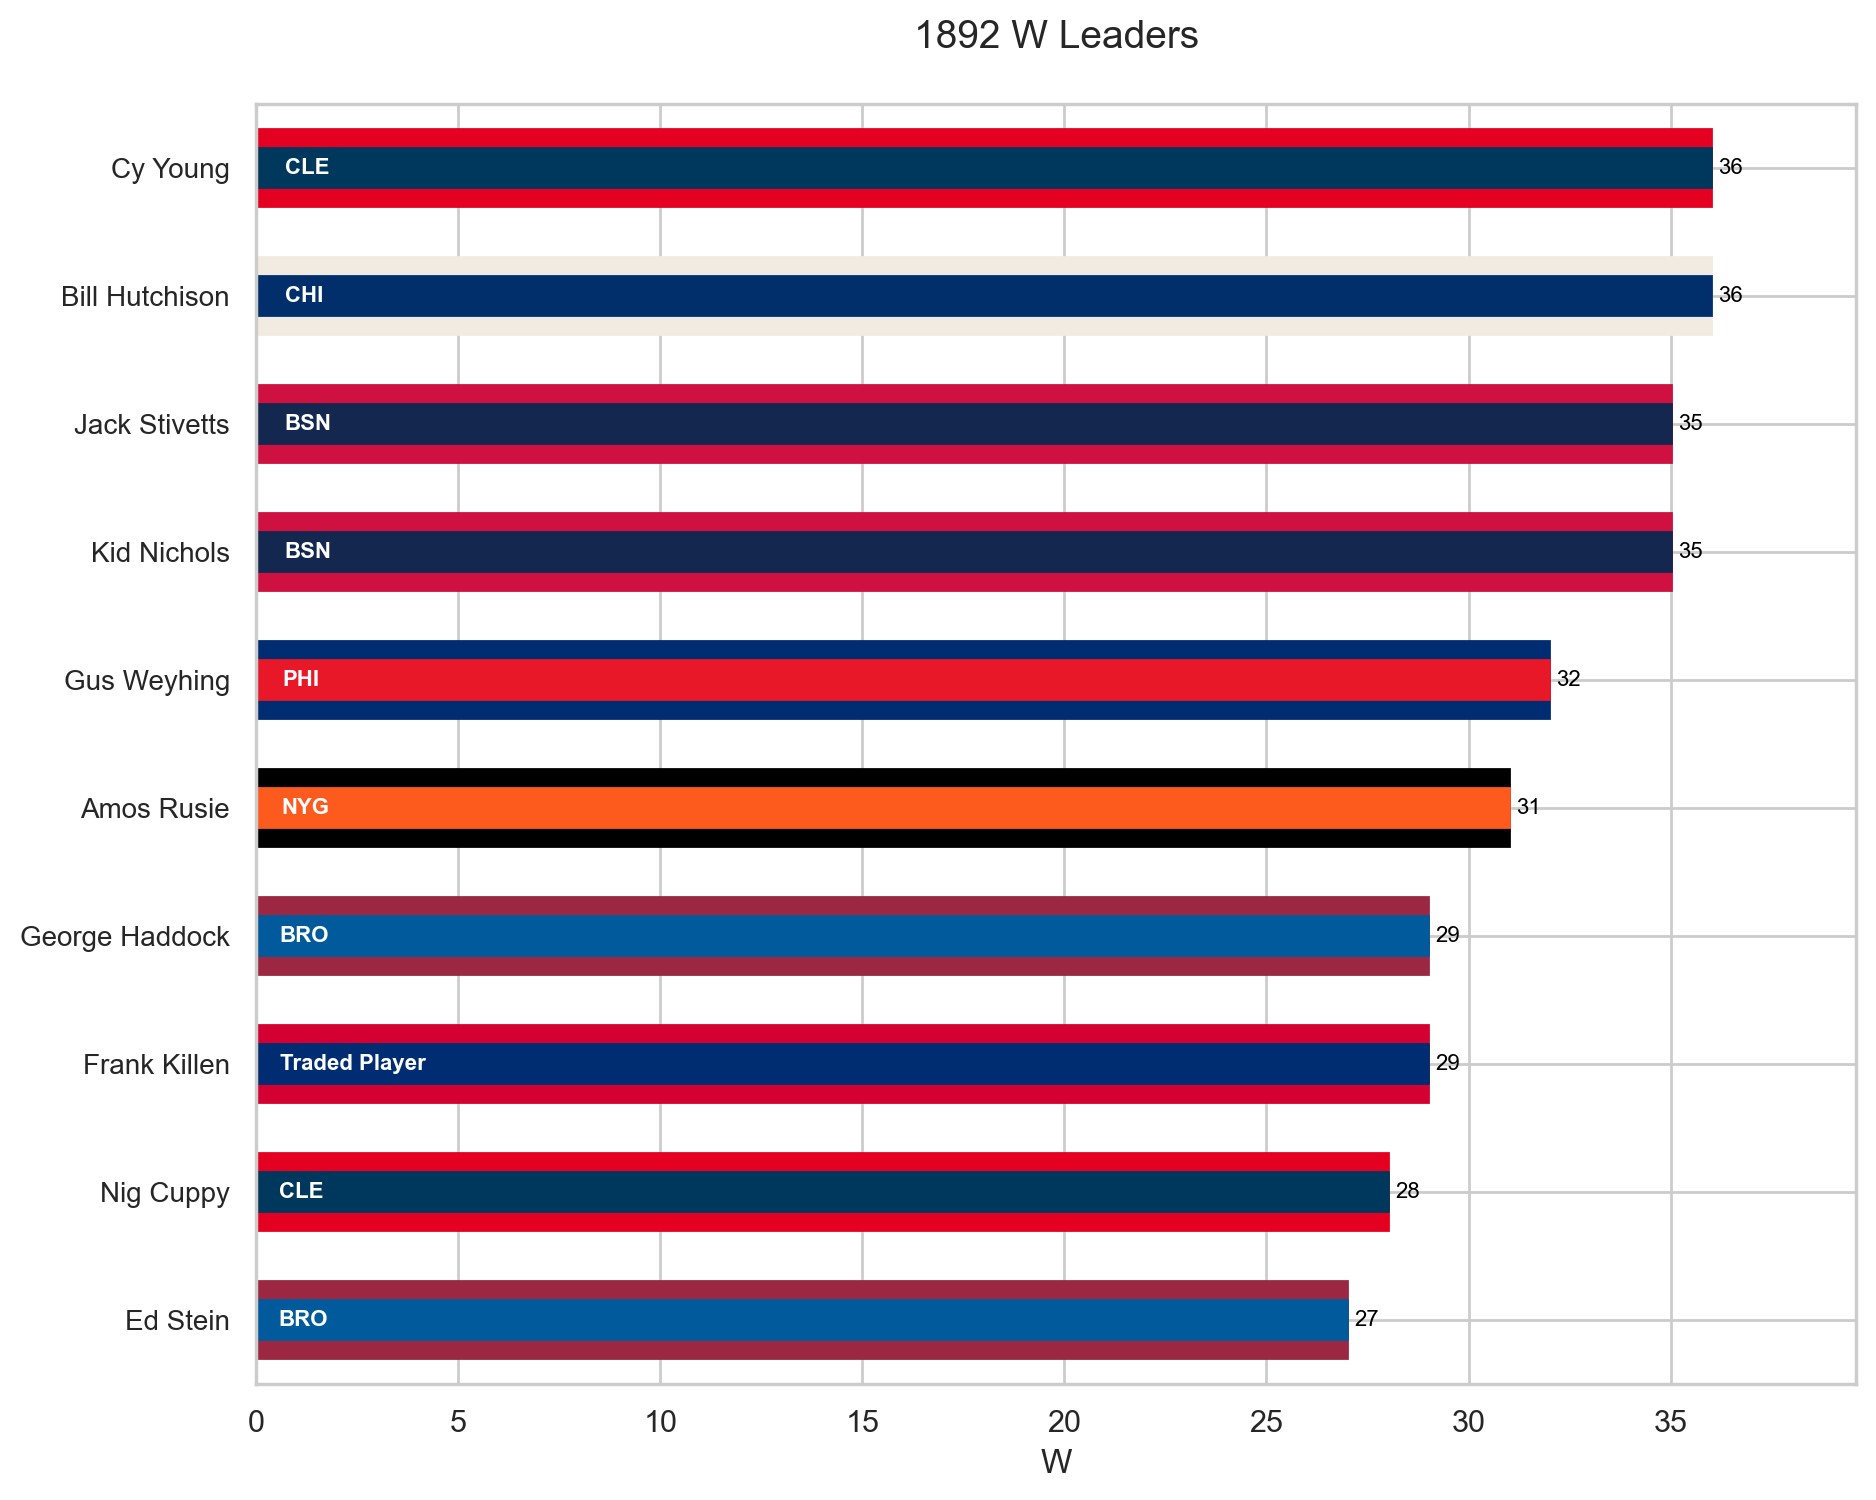 1892 W Leaders
Cy Young CLE 36
Bill Hutchison CHI 36
Jack Stivetts BSN 35
Kid Nichols BSN 35
Gus Weyhing PHI 32
Amos Rusie NYG 31
George Haddock BRO 29
Frank Killen Traded Player 29
Nig Cuppy CLE 28
Ed Stein BRO 27
0 5 10 15 20 25 30 35
W